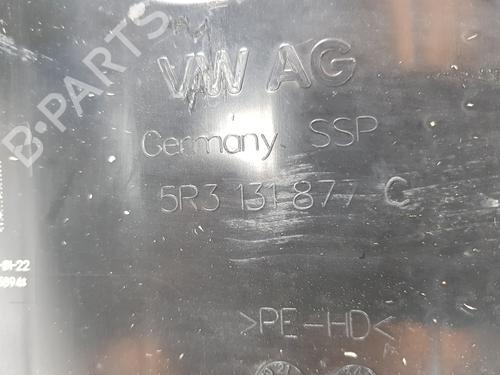 B-PARTS
VW AG
Germany. SSP
5R3 131 877 C
>PE-HD<